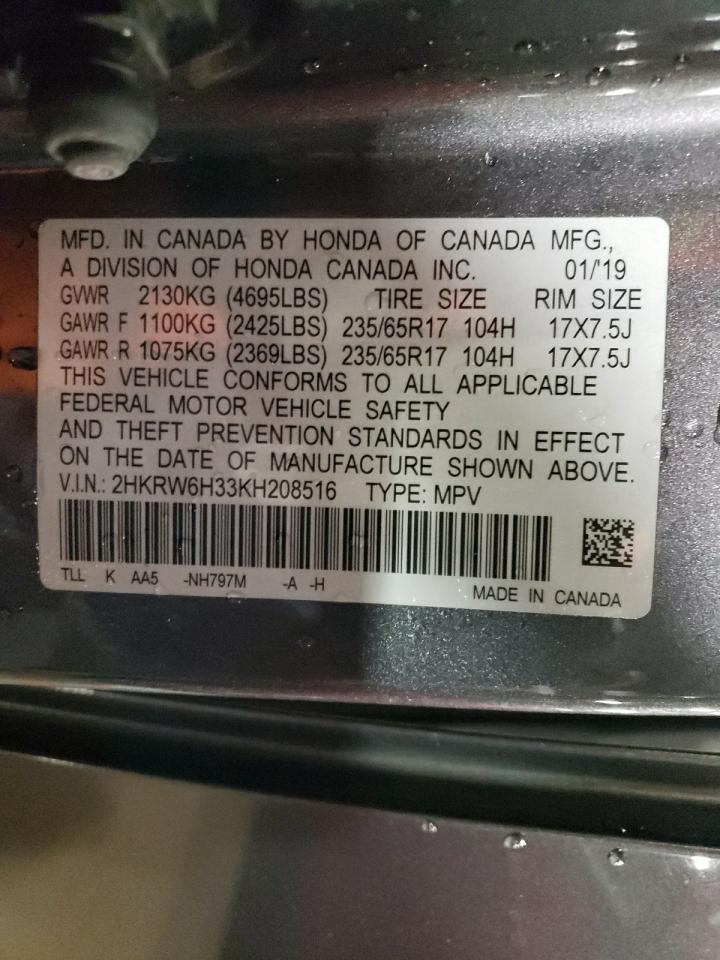 MFD. IN CANADA BY HONDA OF CANADA MFG.,
A DIVISION OF HONDA CANADA INC. 01/'19
GVWR 2130KG (4695LBS) TIRE SIZE RIM SIZE
GAWR F 1100KG (2425LBS) 235/65R17 104H 17X7.5J
GAWR R 1075KG (2369LBS) 235/65R17 104H 17X7.5J
THIS VEHICLE CONFORMS TO ALL APPLICABLE
FEDERAL MOTOR VEHICLE SAFETY
AND THEFT PREVENTION STANDARDS IN EFFECT
ON THE DATE OF MANUFACTURE SHOWN ABOVE.
V.I.N.: 2HKRW6H33KH208516 TYPE: MPV
TLL K AA5 -NH797M -A -H
MADE IN CANADA